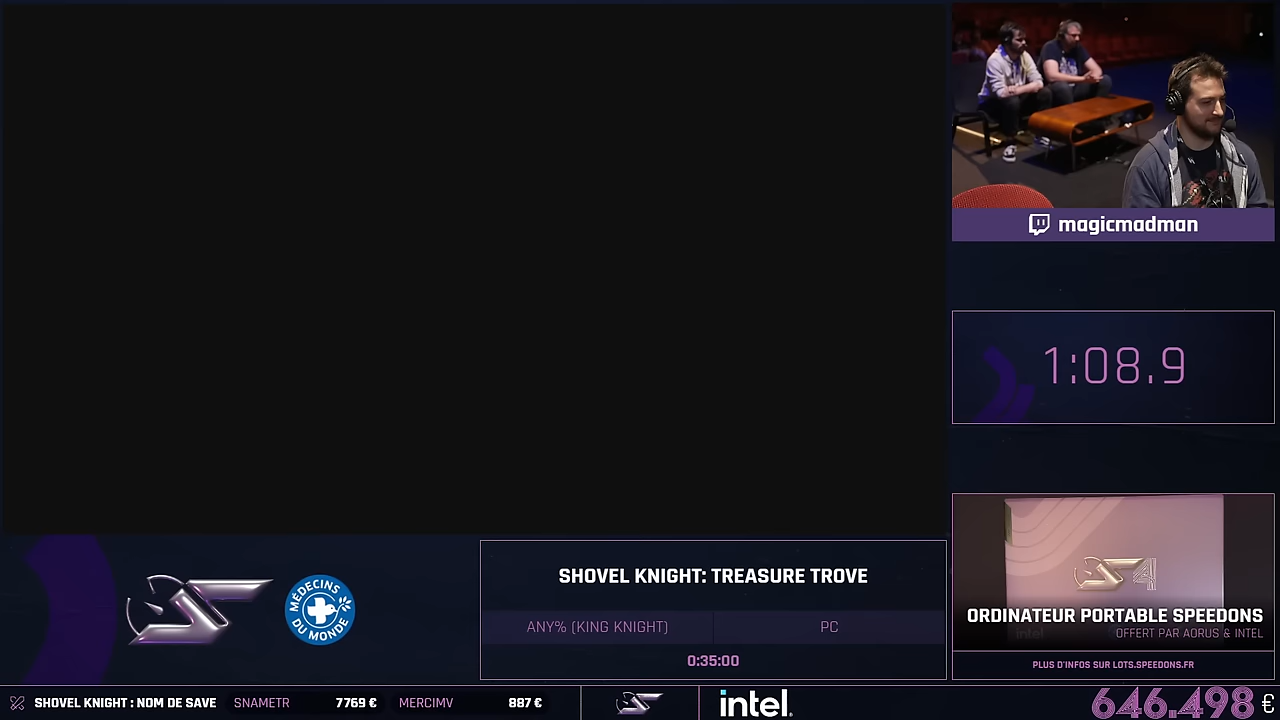 magicmadman
1:08.9
4
ORDINATEUR PORTABLE SPEEDONS
OFFERT PAR AORUS & INTEL
PLUS D'INFOS SUR LOTS.SPEEDONS.FR
MÉDECINS
DU MONDE
SHOVEL KNIGHT: TREASURE TROVE
ANY% (KING KNIGHT) PC
0:35:00
SHOVEL KNIGHT : NOM DE SAVE SNAMETR 7769 € MERCIMV 887 €
intel.
646.498 €